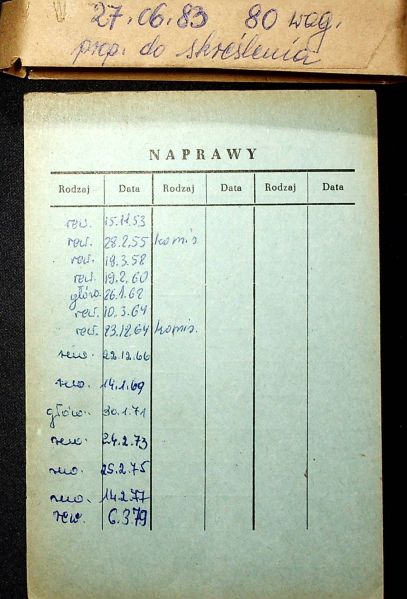 27.06.83 80 wag.
prop. do skreślenia
NAPRAWY
Rodzaj Data Rodzaj Data Rodzaj Data
rew. 15.11.53
rew. 28.2.55 komis.
rew. 19.3.58
rew. 19.2.60
główn. 26.1.62
rew. 10.3.64
rew. 23.12.64 komis.
rew. 22.12.66
rew. 14.1.69
główn. 30.1.71
rew. 24.2.73
rew. 25.2.75
rew. 14.2.77
rew. 6.3.79